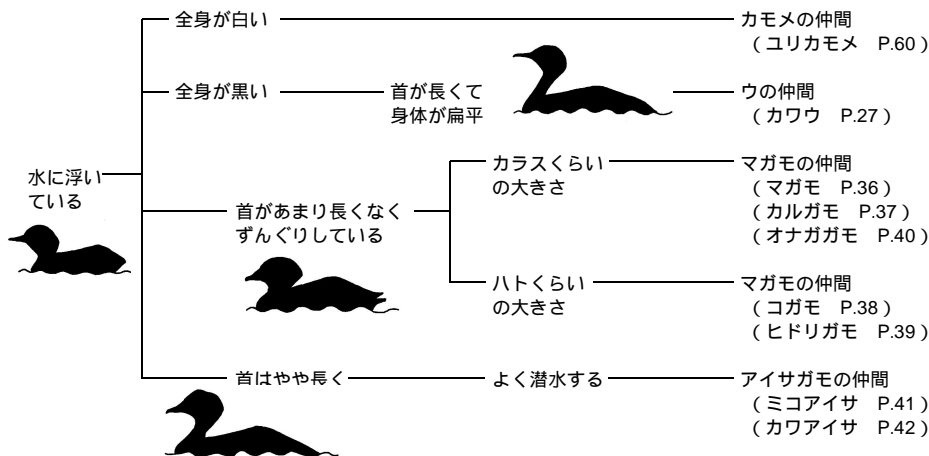 全身が白い
カモメの仲間
(ユリカモメ P.60)
全身が黒い
首が長くて
身体が扁平
ウの仲間
(カワウ P.27)
水に浮い
ている
首があまり長くなく
ずんぐりしている
カラスくらい
の大きさ
マガモの仲間
(マガモ P.36)
(カルガモ P.37)
(オナガガモ P.40)
ハトくらい
の大きさ
マガモの仲間
(コガモ P.38)
(ヒドリガモ P.39)
首はやや長く
よく潜水する
アイサガモの仲間
(ミコアイサ P.41)
(カワアイサ P.42)